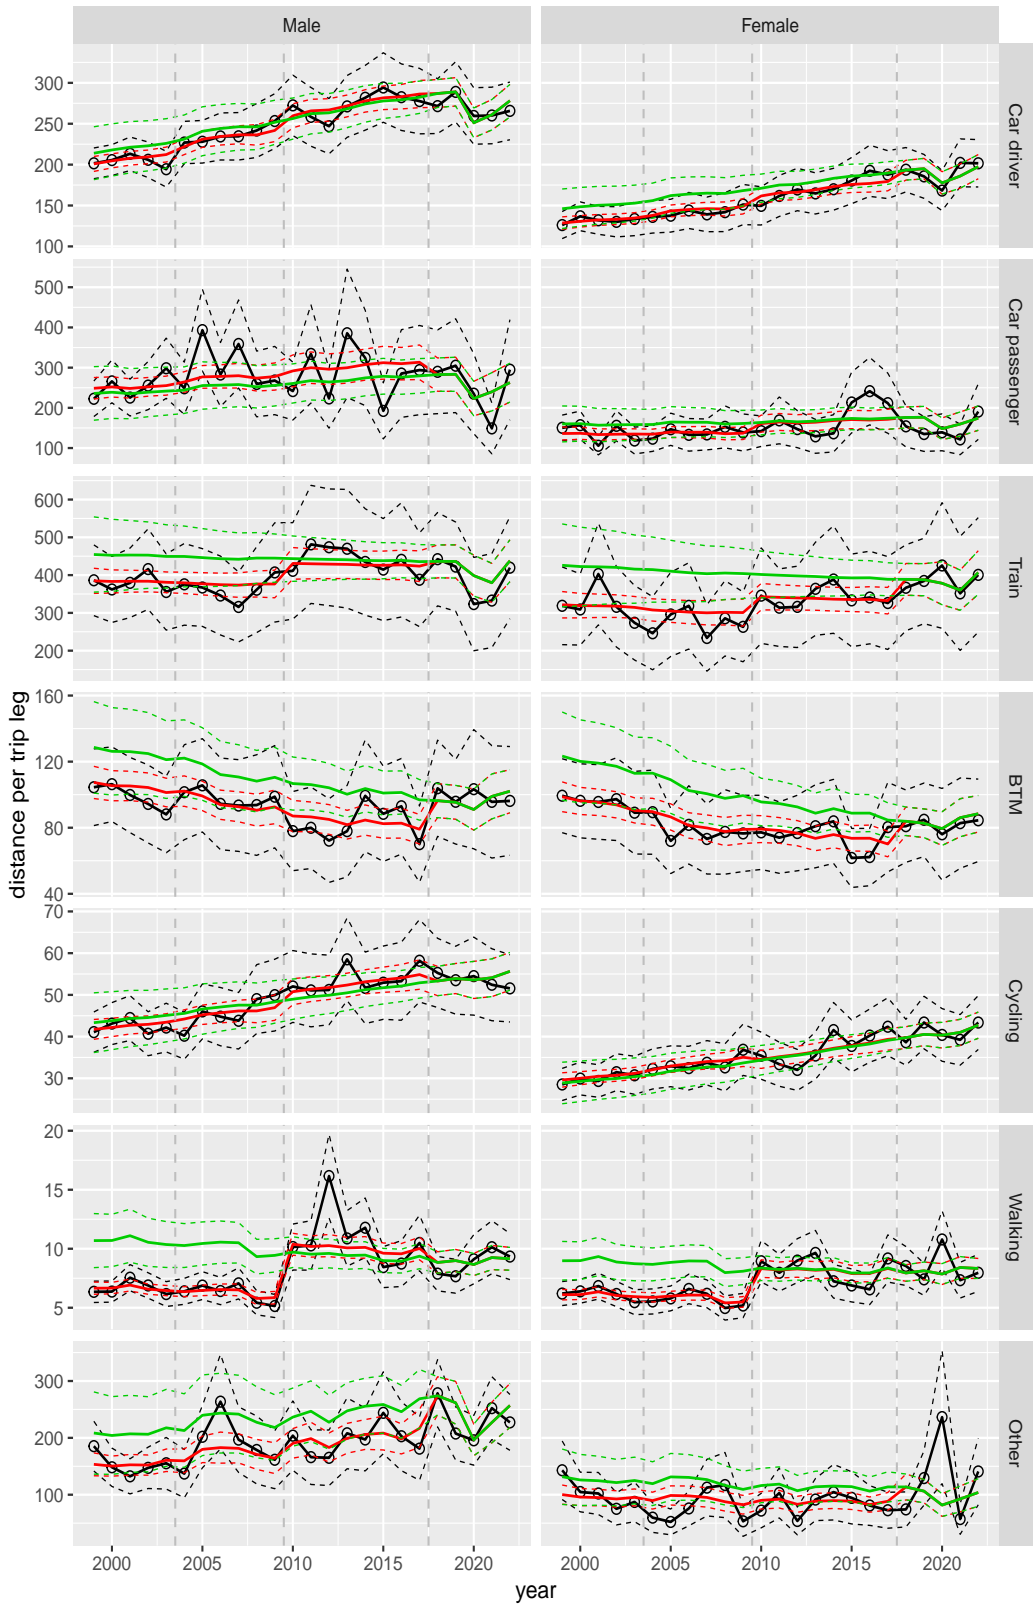 Male Female
300
250
200
150
100
Car driver
500
400
300
200
100
Car passenger
600
500
400
300
200
Train
160
120
80
40
BTM
distance per trip leg
70
60
50
40
30
Cycling
20
15
10
5
Walking
300
200
100
Other
2000 2005 2010 2015 2020 2000 2005 2010 2015 2020
year